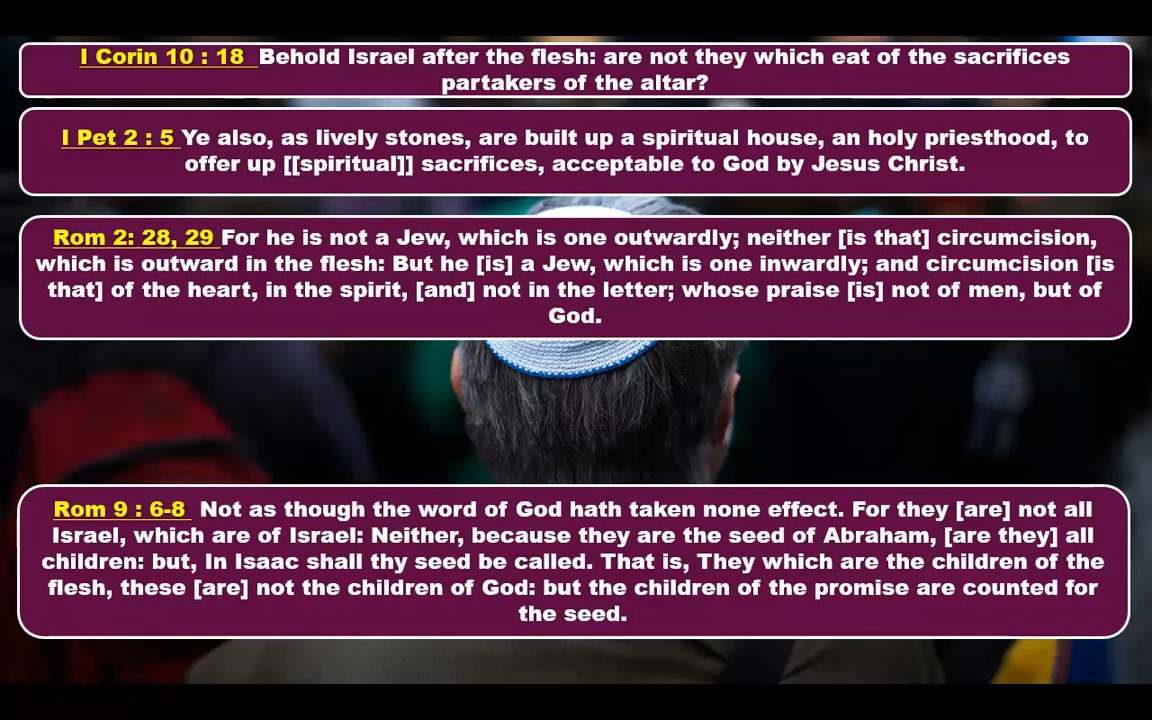 I Corin 10 : 18 Behold Israel after the flesh: are not they which eat of the sacrifices
partakers of the altar?
I Pet 2 : 5 Ye also, as lively stones, are built up a spiritual house, an holy priesthood, to
offer up [[spiritual]] sacrifices, acceptable to God by Jesus Christ.
Rom 2: 28, 29 For he is not a Jew, which is one outwardly; neither [is that] circumcision,
which is outward in the flesh: But he [is] a Jew, which is one inwardly; and circumcision [is
that] of the heart, in the spirit, [and] not in the letter; whose praise [is] not of men, but of
God.
Rom 9 : 6-8 Not as though the word of God hath taken none effect. For they [are] not all
Israel, which are of Israel: Neither, because they are the seed of Abraham, [are they] all
children: but, In Isaac shall thy seed be called. That is, They which are the children of the
flesh, these [are] not the children of God: but the children of the promise are counted for
the seed.